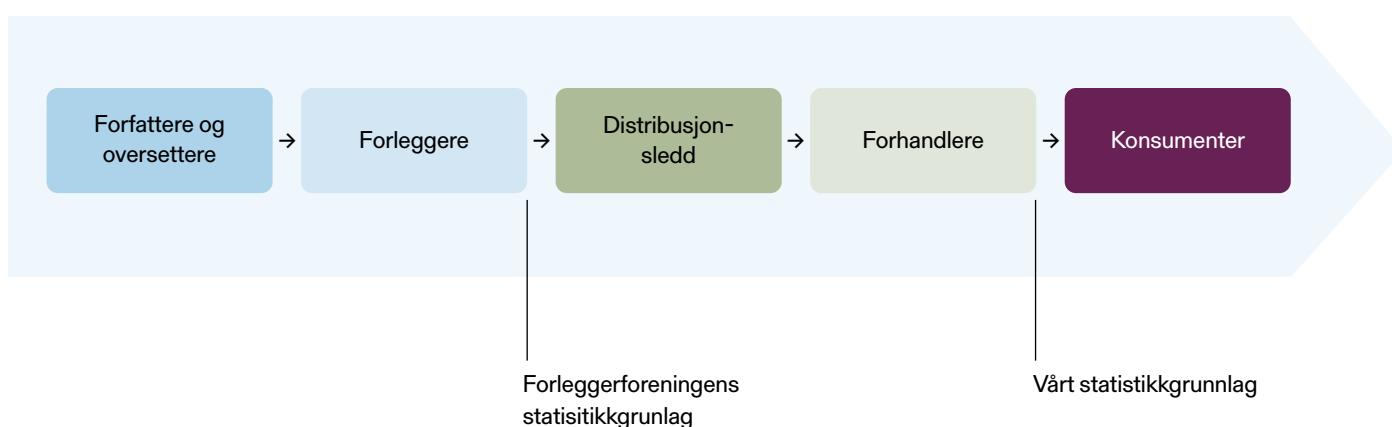 Forfattere og
oversettere
→
Forleggere
→
Distribusjon-
sledd
→
Forhandlere
→
Konsumenter
Forleggerforeningens
statisitikkgrunlag
Vårt statistikkgrunnlag